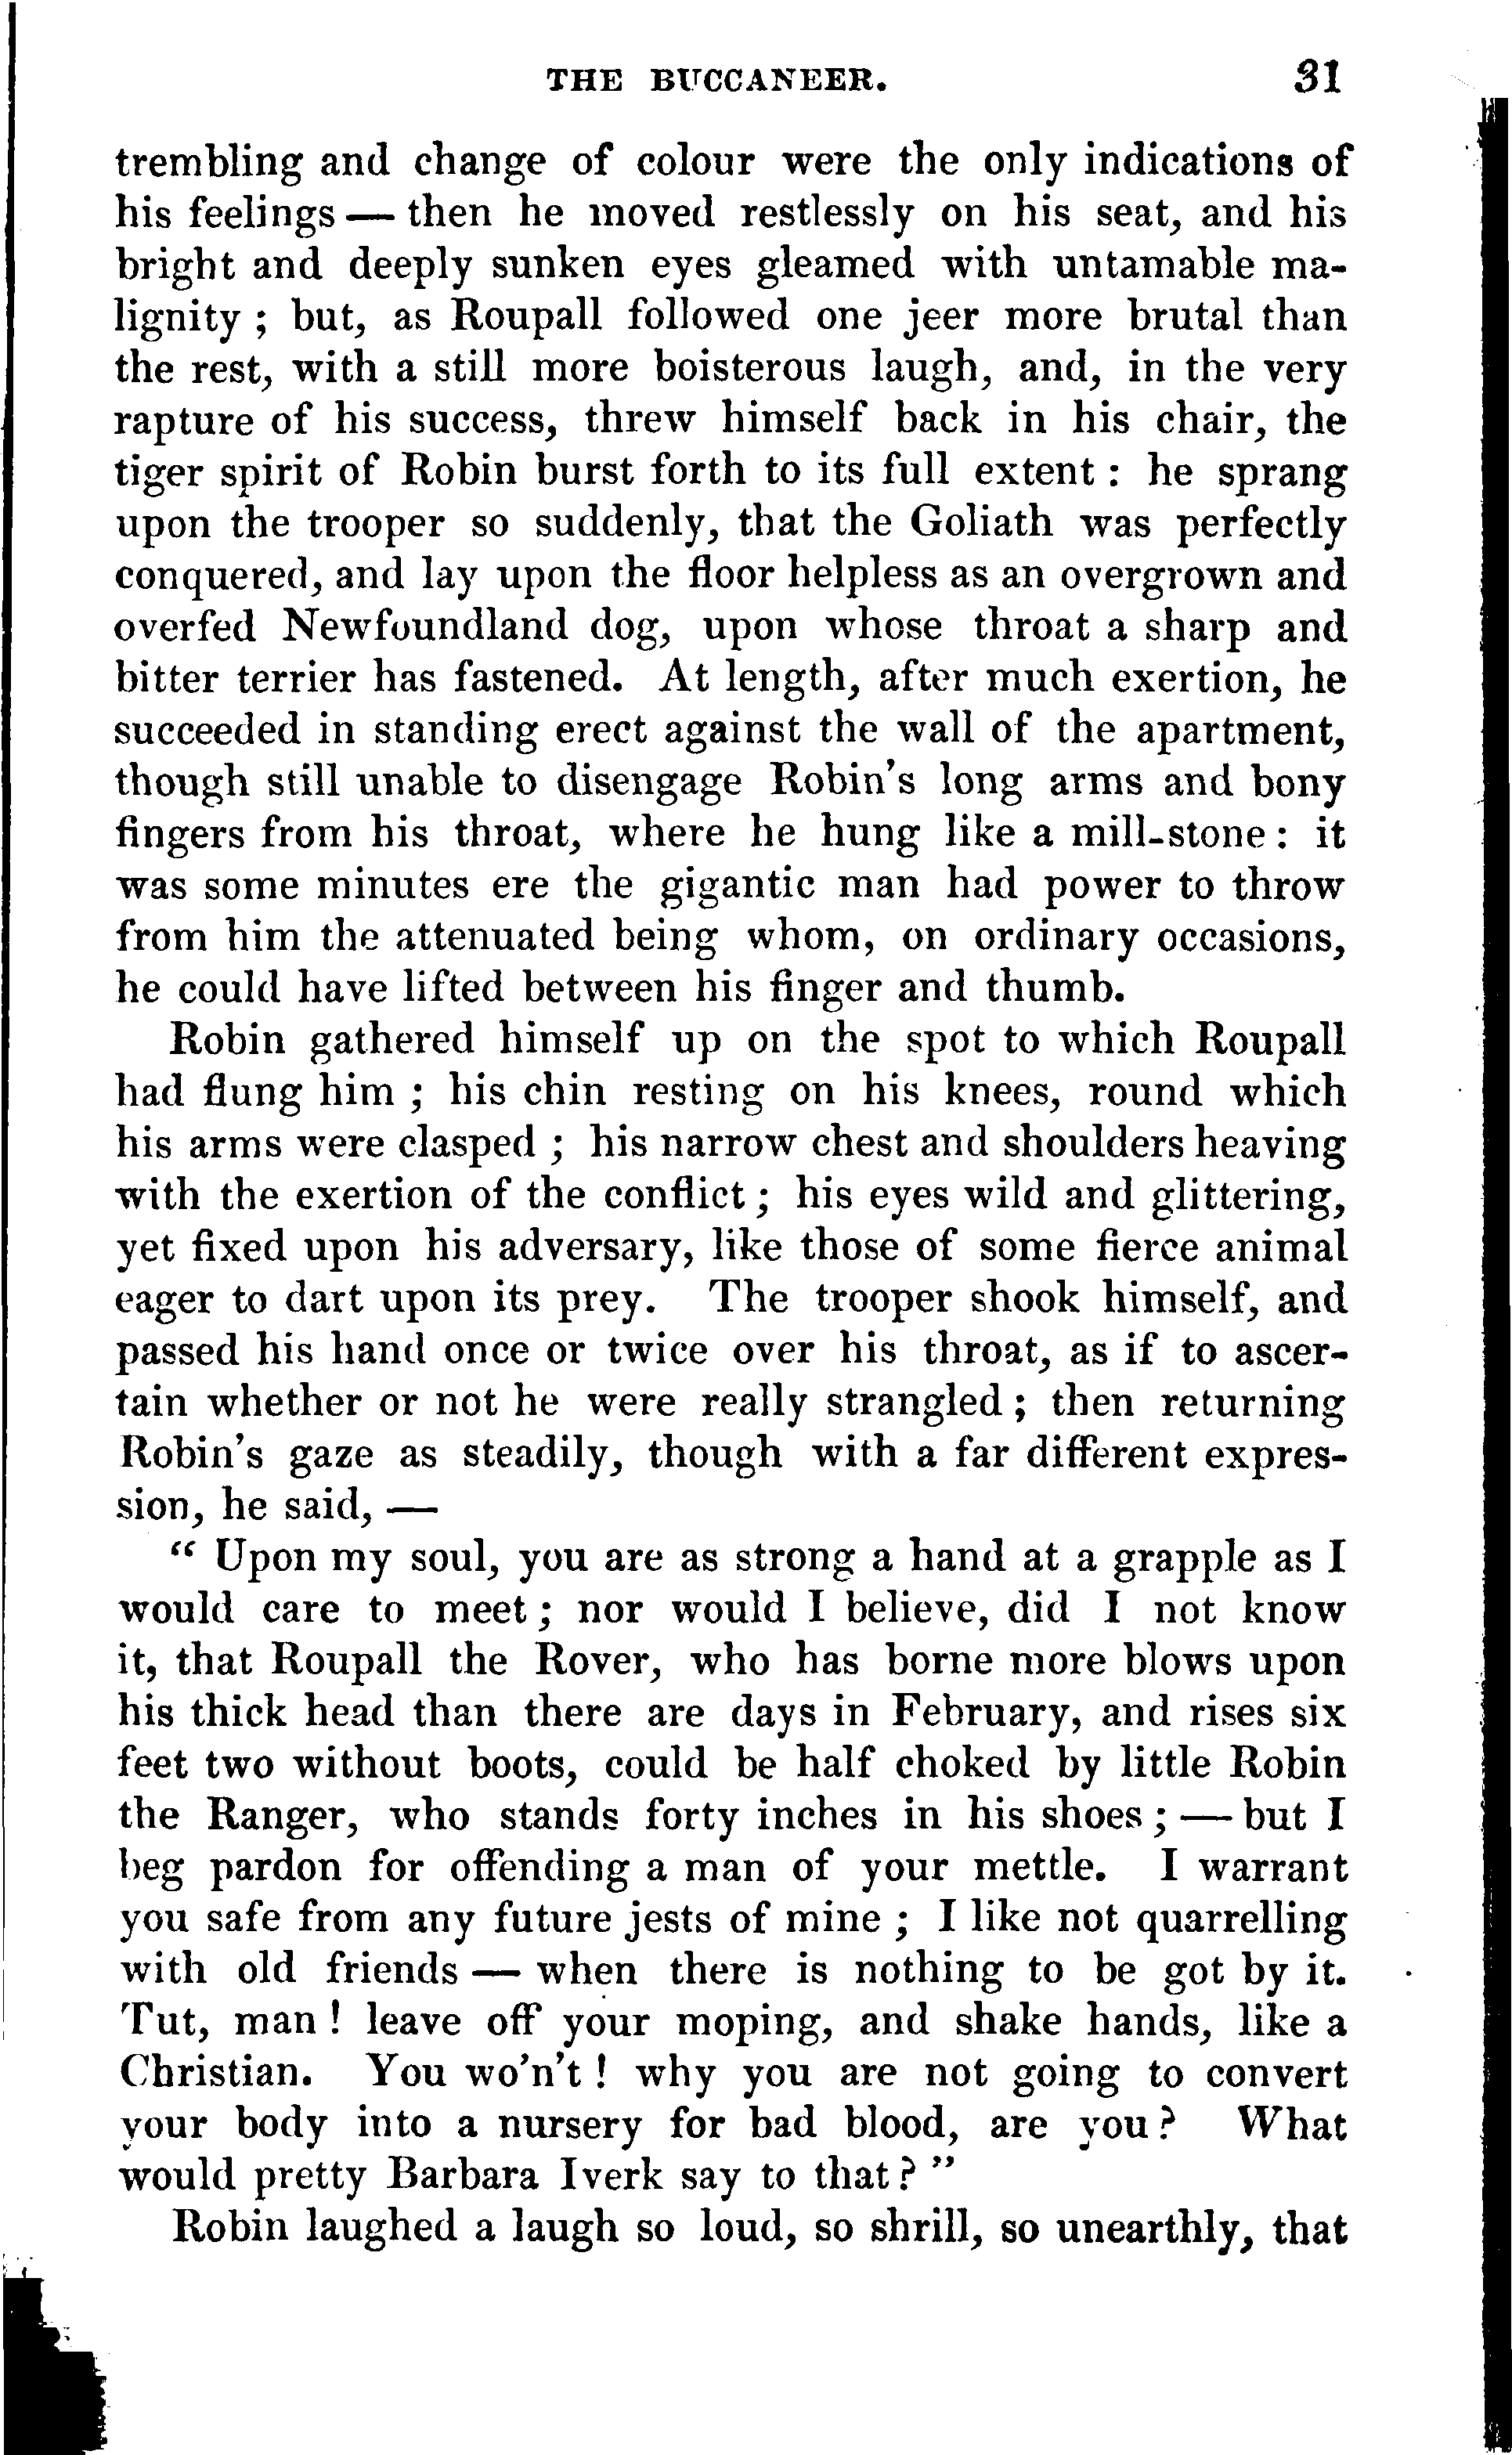 THE BUCCANEER. 31
trembling and change of colour were the only indications of
his feelings — then he moved restlessly on his seat, and his
bright and deeply sunken eyes gleamed with untamable ma-
lignity ; but, as Roupall followed one jeer more brutal than
the rest, with a still more boisterous laugh, and, in the very
rapture of his success, threw himself back in his chair, the
tiger spirit of Robin burst forth to its full extent : he sprang
upon the trooper so suddenly, that the Goliath was perfectly
conquered, and lay upon the floor helpless as an overgrown and
overfed Newfoundland dog, upon whose throat a sharp and
bitter terrier has fastened. At length, after much exertion, he
succeeded in standing erect against the wall of the apartment,
though still unable to disengage Robin's long arms and bony
fingers from his throat, where he hung like a mill-stone : it
was some minutes ere the gigantic man had power to throw
from him the attenuated being whom, on ordinary occasions,
he could have lifted between his finger and thumb.
Robin gathered himself up on the spot to which Roupall
had flung him ; his chin resting on his knees, round which
his arms were clasped ; his narrow chest and shoulders heaving
with the exertion of the conflict ; his eyes wild and glittering,
yet fixed upon his adversary, like those of some fierce animal
eager to dart upon its prey. The trooper shook himself, and
passed his hand once or twice over his throat, as if to ascer-
tain whether or not he were really strangled ; then returning
Robin's gaze as steadily, though with a far different expres-
sion, he said, —
" Upon my soul, you are as strong a hand at a grapple as I
would care to meet ; nor would I believe, did I not know
it, that Roupall the Rover, who has borne more blows upon
his thick head than there are days in February, and rises six
feet two without boots, could be half choked by little Robin
the Ranger, who stands forty inches in his shoes ; — but I
beg pardon for offending a man of your mettle. I warrant
you safe from any future jests of mine ; I like not quarrelling
with old friends — when there is nothing to be got by it.
Tut, man ! leave off your moping, and shake hands, like a
Christian. You wo'n't ! why you are not going to convert
your body into a nursery for bad blood, are you ? What
would pretty Barbara Iverk say to that ? "
Robin laughed a laugh so loud, so shrill, so unearthly, that